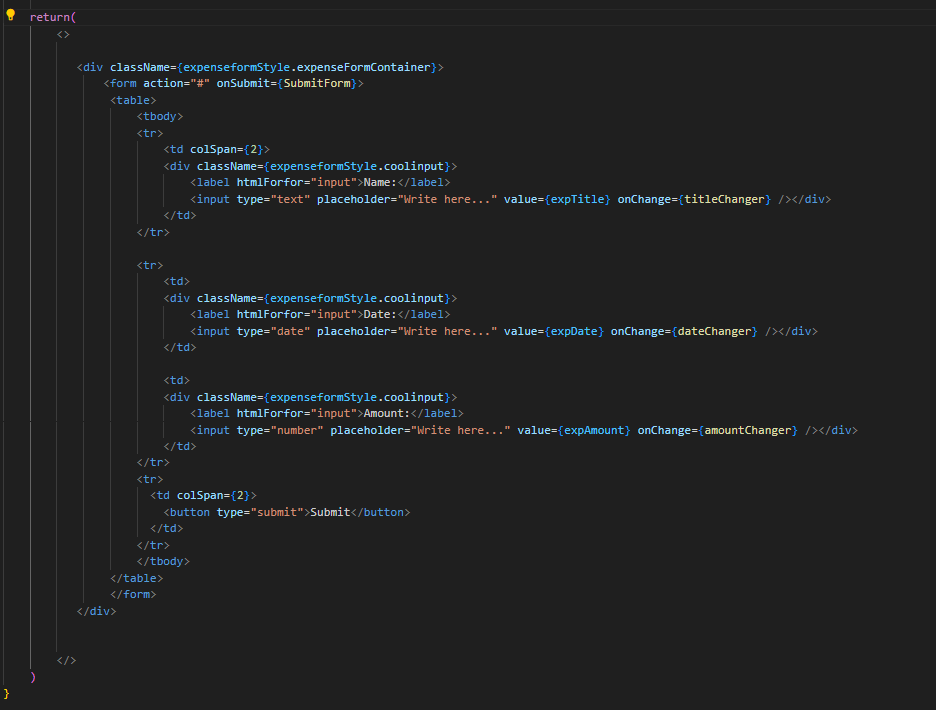 return(
<>
<div className={expenseformStyle.expenseFormContainer}>
<form action="#" onSubmit={SubmitForm}>
<table>
<tbody>
<tr>
<td colSpan={2}>
<div className={expenseformStyle.coolinput}>
<label htmlForfor="input">Name:</label>
<input type="text" placeholder="Write here..." value={expTitle} onChange={titleChanger} /></div>
</td>
</tr>
<tr>
<td>
<div className={expenseformStyle.coolinput}>
<label htmlForfor="input">Date:</label>
<input type="date" placeholder="Write here..." value={expDate} onChange={dateChanger} /></div>
</td>
<td>
<div className={expenseformStyle.coolinput}>
<label htmlForfor="input">Amount:</label>
<input type="number" placeholder="Write here..." value={expAmount} onChange={amountChanger} /></div>
</td>
</tr>
<tr>
<td colSpan={2}>
<button type="submit">Submit</button>
</td>
</tr>
</tbody>
</table>
</form>
</div>
</>
)
}